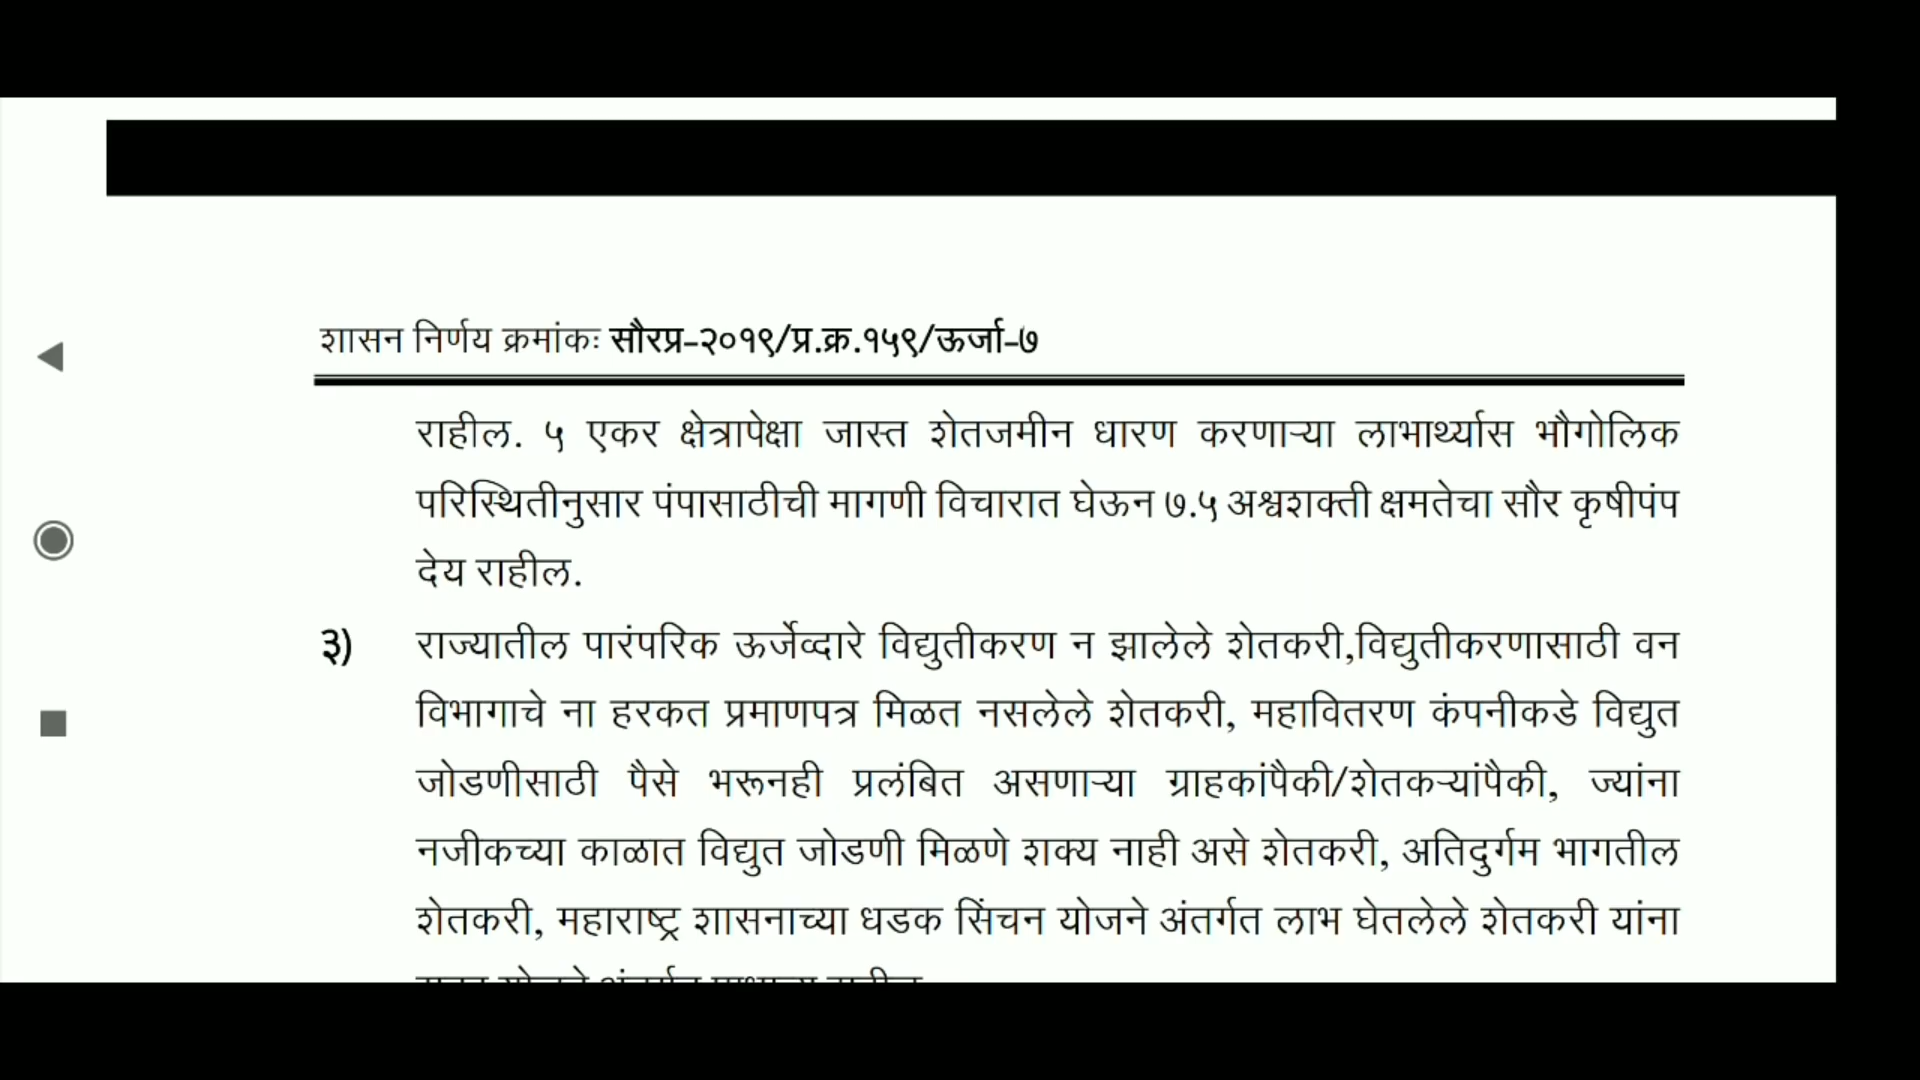 शासन निर्णय क्रमांकः सौरप्र-२०१९/प्र.क्र.१५९/ऊर्जा-७
राहील. ५ एकर क्षेत्रापेक्षा जास्त शेतजमीन धारण करणाऱ्या लाभार्थ्यास भौगोलिक
परिस्थितीनुसार पंपासाठीची मागणी विचारात घेऊन ७.५ अश्वशक्ती क्षमतेचा सौर कृषीपंप
देय राहील.
३) राज्यातील पारंपरिक ऊर्जेव्दारे विद्युतीकरण न झालेले शेतकरी,विद्युतीकरणासाठी वन
विभागाचे ना हरकत प्रमाणपत्र मिळत नसलेले शेतकरी, महावितरण कंपनीकडे विद्युत
जोडणीसाठी पैसे भरूनही प्रलंबित असणाऱ्या ग्राहकांपैकी/शेतकऱ्यांपैकी, ज्यांना
नजीकच्या काळात विद्युत जोडणी मिळणे शक्य नाही असे शेतकरी, अतिदुर्गम भागतील
शेतकरी, महाराष्ट्र शासनाच्या धडक सिंचन योजने अंतर्गत लाभ घेतलेले शेतकरी यांना